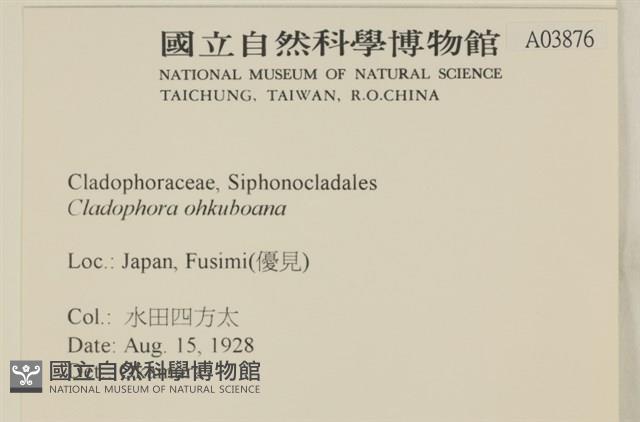 國立自然科學博物館
A03876
NATIONAL MUSEUM OF NATURAL SCIENCE
TAICHUNG, TAIWAN, R.O.CHINA
Cladophoraceae, Siphonocladales
Cladophora ohkuboana
Loc.: Japan, Fusimi(優見)
Col.: 水田四方太
Date: Aug. 15, 1928
國立自然科學博物館
NATIONAL MUSEUM OF NATURAL SCIENCE